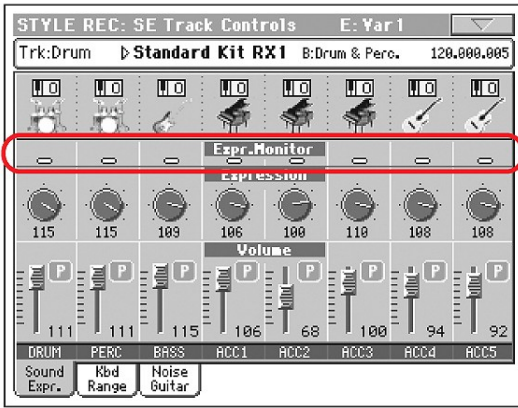 STYLE REC: SE Track Controls E: Var1
Trk:Drum Standard Kit RX1 B:Drum & Perc. 120.000.005
Expr.Monitor
Expression
115 115 109 106 100 110 108 108
Volume
P P P P P P P P
111 111 115 106 68 100 94 92
DRUM PERC BASS ACC1 ACC2 ACC3 ACC4 ACC5
Sound Expr. Kbd Range Noise Guitar